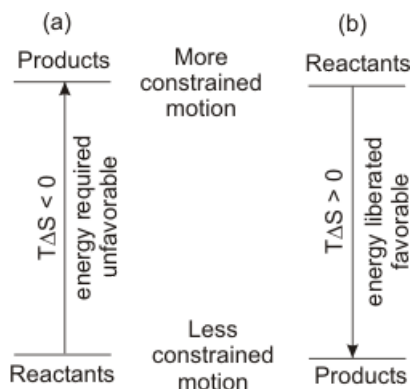 (a)
Products
TΔS < 0
energy required
unfavorable
Reactants
More
constrained
motion
Less
constrained
motion
(b)
Reactants
TΔS > 0
energy liberated
favorable
Products